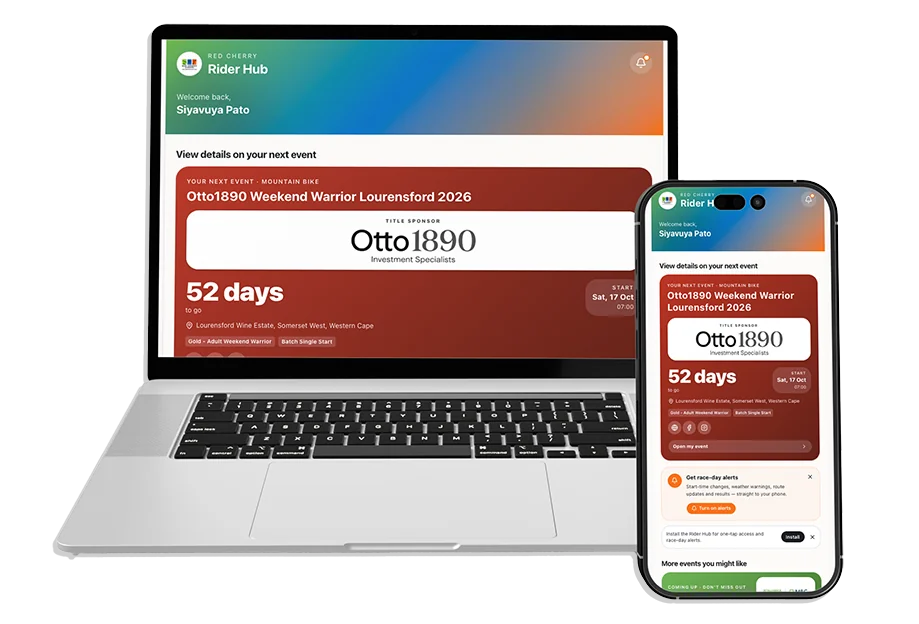 RED CHERRY
Rider Hub
Welcome back,
Siyavuya Pato
View details on your next event
YOUR NEXT EVENT · MOUNTAIN BIKE
Otto1890 Weekend Warrior Lourensford 2026
TITLE SPONSOR
Otto1890
Investment Specialists
52 days
to go
START
Sat, 17 Oct
07:00
Lourensford Wine Estate, Somerset West, Western Cape
Gold - Adult Weekend Warrior
Batch Single Start
RED CHERRY
Rider H
Welcome back,
Siyavuya Pato
View details on your next event
YOUR NEXT EVENT · MOUNTAIN BIKE
Otto1890 Weekend Warrior
Lourensford 2026
TITLE SPONSOR
Otto1890
Investment Specialists
52 days
to go
START
Sat, 17 Oct
07:00
Lourensford Wine Estate, Somerset West, Western Cape
Gold - Adult Weekend Warrior
Batch Single Start
Open my event
Get race-day alerts
Start-time changes, weather warnings, route
updates and results — straight to your phone.
Turn on alerts
Install the Rider Hub for one-tap access and
race-day alerts.
Install
More events you might like
COMING UP · DON'T MISS OUT